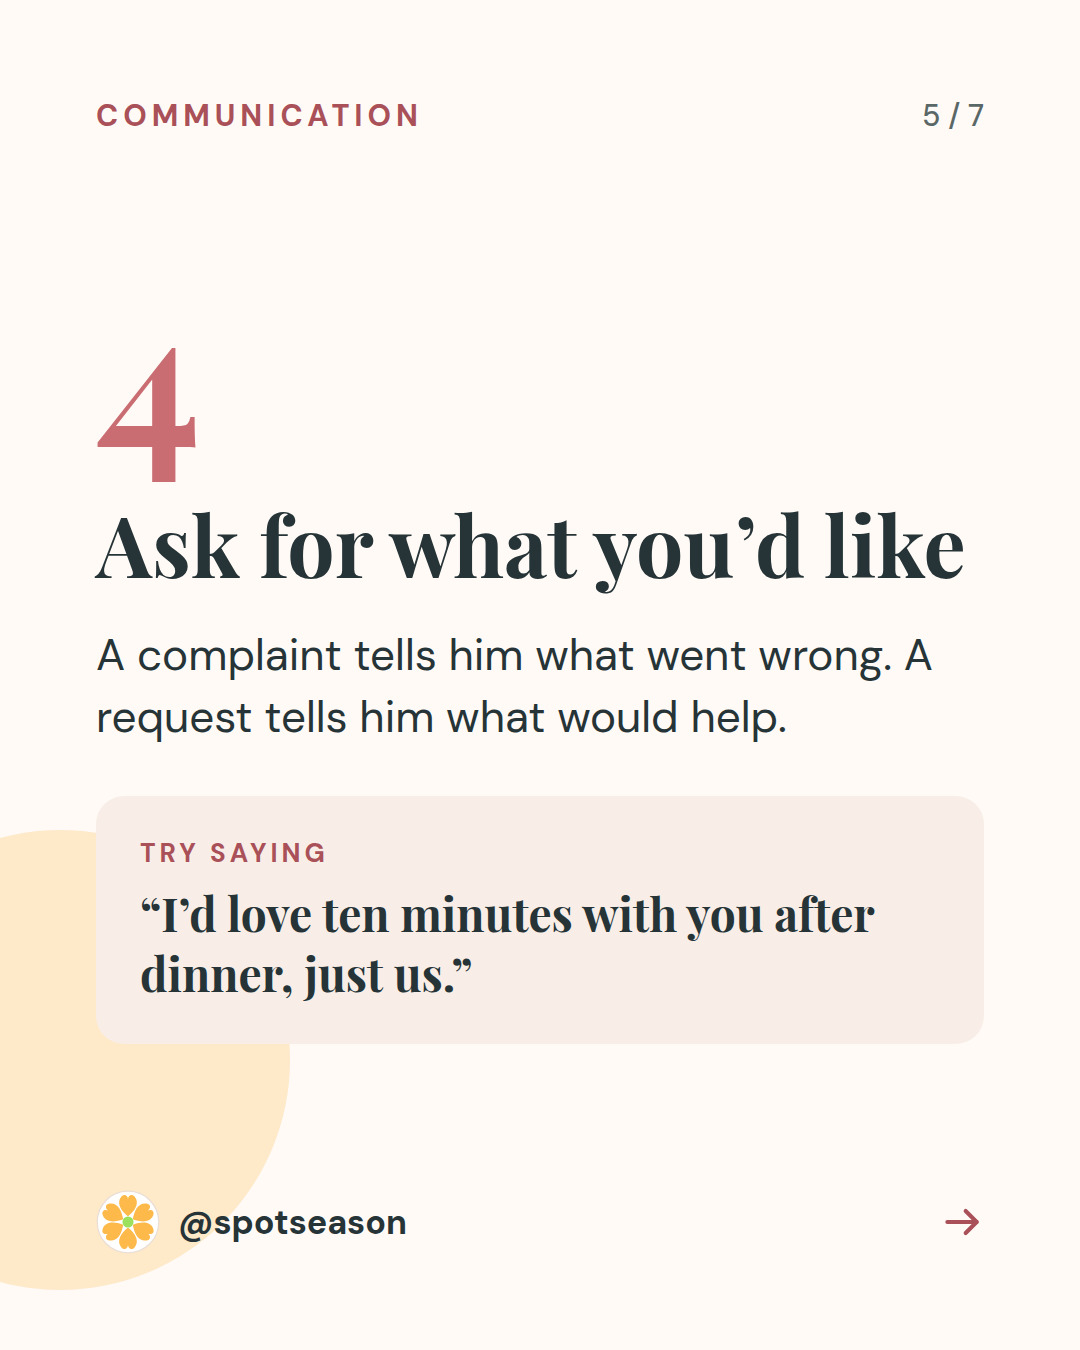 COMMUNICATION
5 / 7
4
Ask for what you’d like
A complaint tells him what went wrong. A
request tells him what would help.
TRY SAYING
“I’d love ten minutes with you after
dinner, just us.”
@spotseason